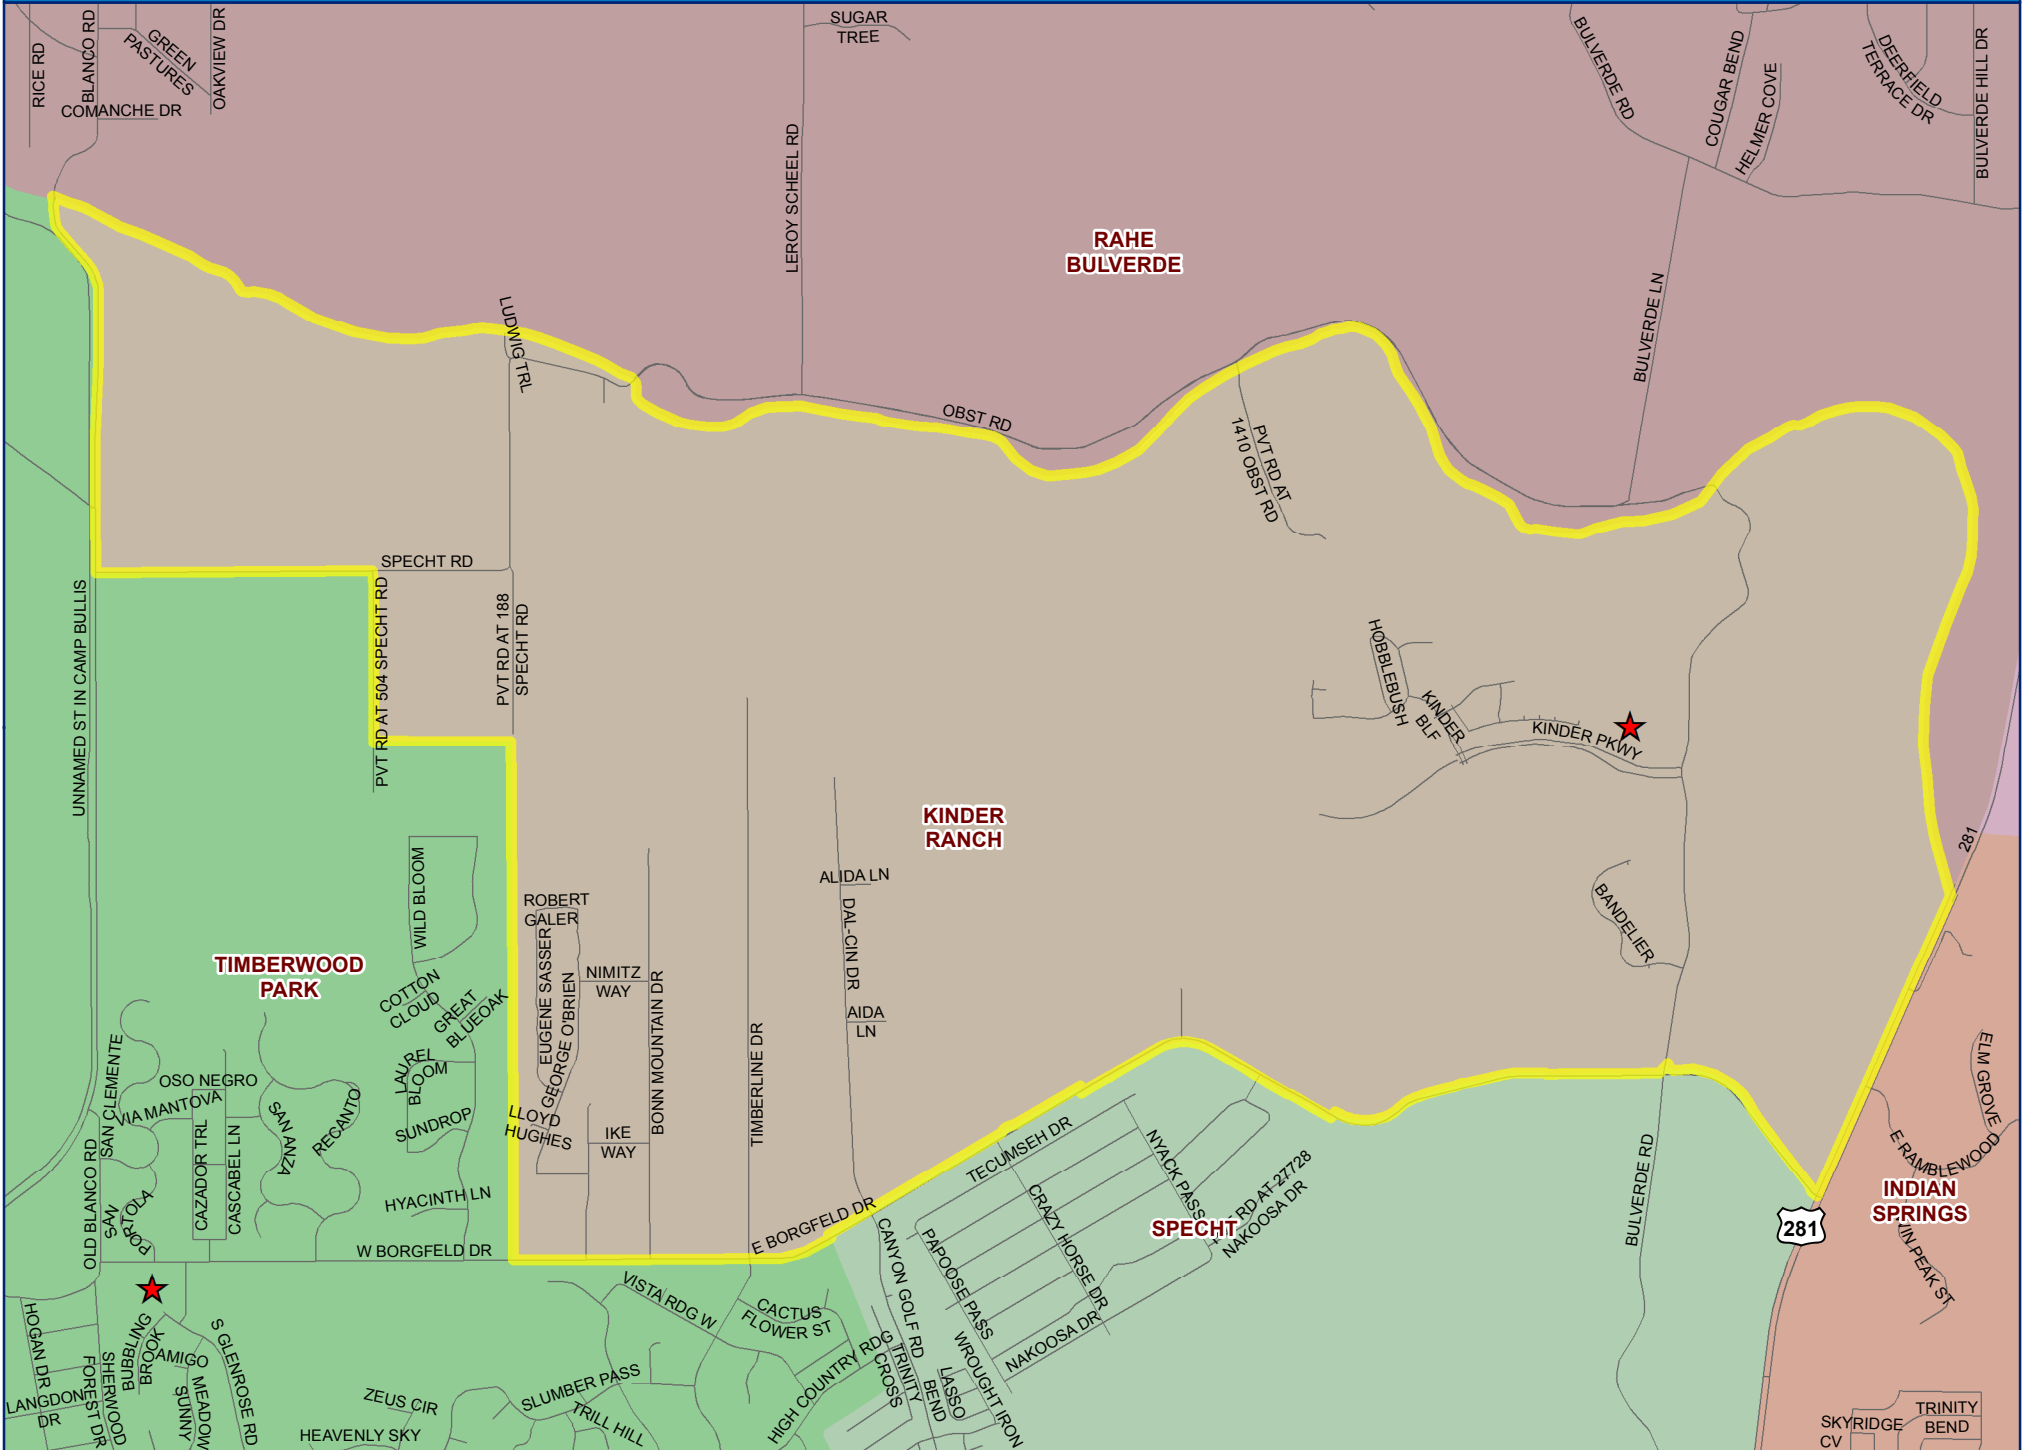 RICE RD
BLANCO RD
GREEN
PASTURES
OAKVIEW DR
COMANCHE DR
SUGAR
TREE
LEROY SCHEEL RD
BULVERDE RD
COUGAR BEND
HELMER COVE
DEERFIELD
TERRACE DR
BULVERDE HILL DR
RAHE
BULVERDE
LUDWIG TRL
OBST RD
BULVERDE LN
PVT RD AT
1410 OBST RD
SPECHT RD
UNNAMED ST IN CAMP BULLIS
PVT RD AT 504 SPECHT RD
PVT RD AT 188
SPECHT RD
HOBBLEBUSH
KINDER
BLF
KINDER PKWY
KINDER
RANCH
281
ALIDA LN
DAL-CIN DR
AIDA
LN
BANDELIER
WILD BLOOM
ROBERT
GALER
EUGENE SASSER
GEORGE O'BRIEN
NIMITZ
WAY
BONN MOUNTAIN DR
TIMBERLINE DR
TIMBERWOOD
PARK
COTTON
CLOUD
GREAT
BLUEOAK
LAUREL
BLOOM
SUNDROP
LLOYD
HUGHES
IKE
WAY
HYACINTH LN
SAN CLEMENTE
OSO NEGRO
VIA MANTOVA
CAZADOR TRL
CASCABEL LN
SAN ANZA
RECANTO
OLD BLANCO RD
SAN
PORTOLA
W BORGFELD DR
E BORGFELD DR
TECUMSEH DR
NYACK PASS
CRAZY HORSE DR
PAPOOSE PASS
SPECHT
RD AT 27728
NAKOOSA DR
NAKOOSA DR
CANYON GOLF RD
WROUGHT IRON
BULVERDE RD
281
ELM GROVE
E RAMBLEWOOD
INDIAN
SPRINGS
TWIN PEAK ST
HOGAN DR
LANGDON
DR
FOREST DR
SHERWOOD
BUBBLING
BROOK
AMIGO
SUNNY
MEADOW
S GLENROSE RD
ZEUS CIR
HEAVENLY SKY
SLUMBER PASS
TRILL HILL
VISTA RDG W
CACTUS
FLOWER ST
HIGH COUNTRY RDG
CROSS
TRINITY
BEND
LASSO
SKYRIDGE
CV
TRINITY
BEND